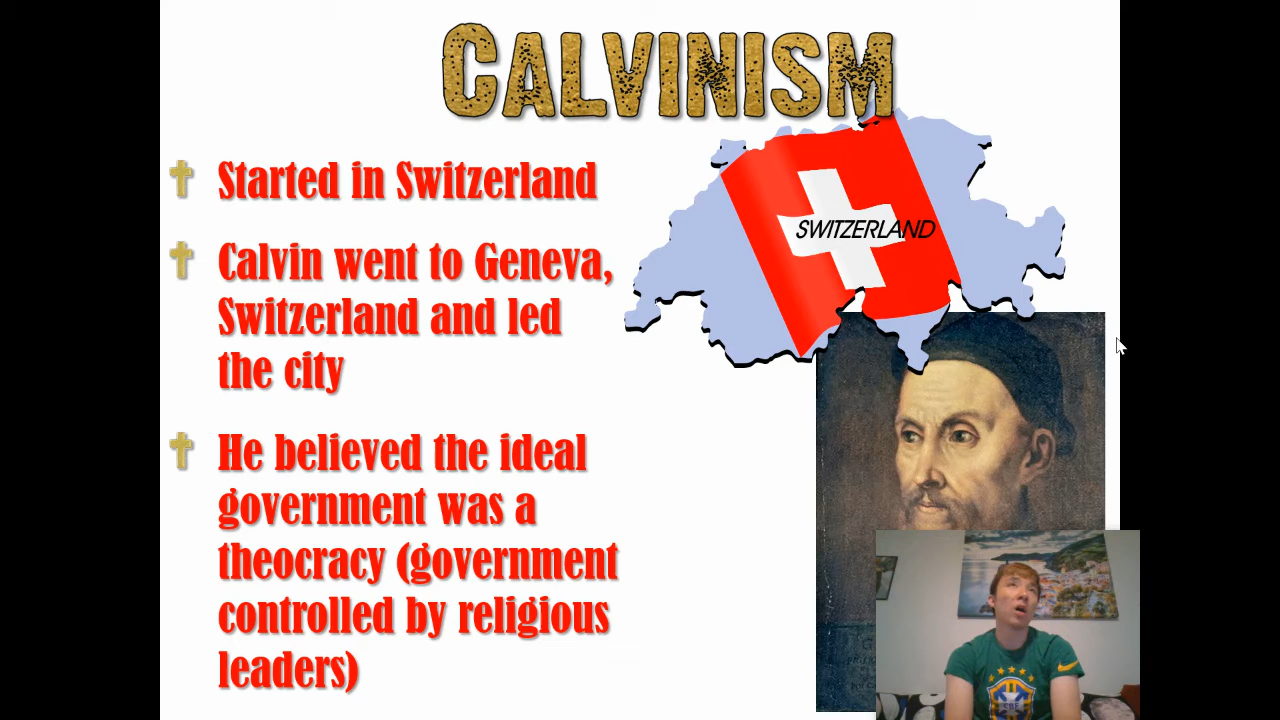 CALVINISM
Started in Switzerland
SWITZERLAND
Calvin went to Geneva,
Switzerland and led
the city
He believed the ideal
government was a
theocracy (government
controlled by religious
leaders)
CBF